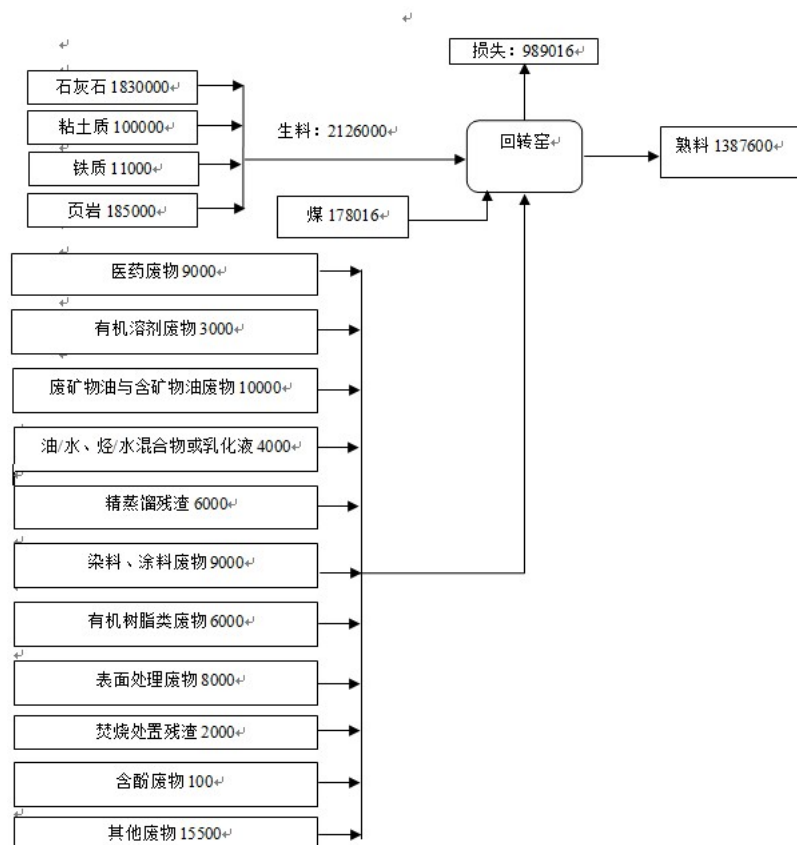 损失：989016
石灰石 1830000
粘土质 100000
铁质 11000
页岩 185000
生料：2126000
回转窑
熟料 1387600
煤 178016
医药废物 9000
有机溶剂废物 3000
废矿物油与含矿物油废物 10000
油/水、烃/水混合物或乳化液 4000
精蒸馏残渣 6000
染料、涂料废物 9000
有机树脂类废物 6000
表面处理废物 8000
焚烧处置残渣 2000
含酚废物 100
其他废物 15500